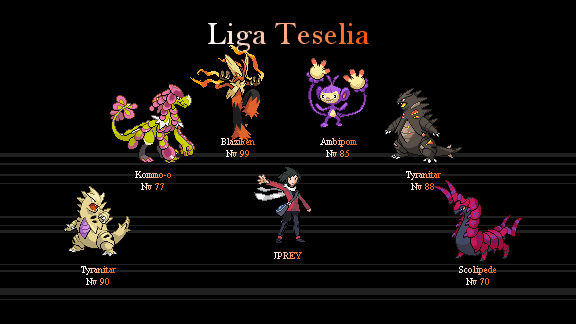 Liga Teselia
Blaziken
Nv 99
Ambipom
Nv 85
Kommo-o
Nv 77
Tyranitar
Nv 88
JPREY
Tyranitar
Nv 90
Scolipede
Nv 70